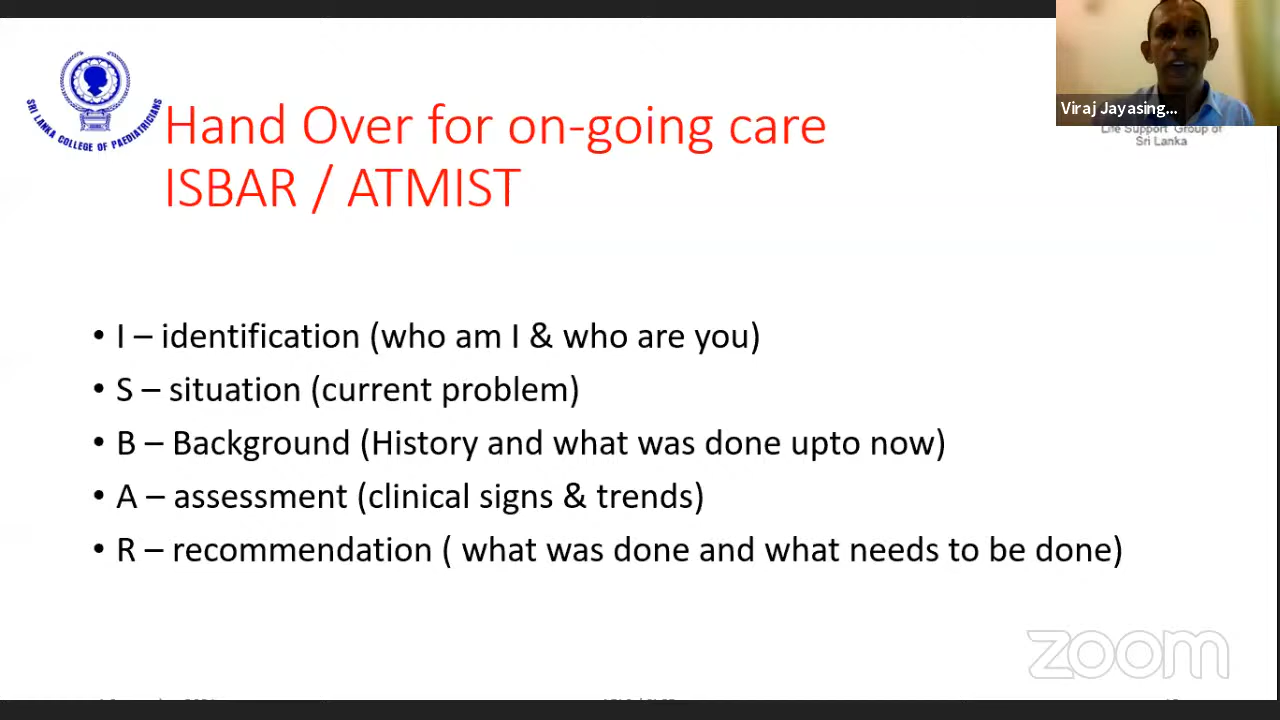 SRI LANKA COLLEGE OF PAEDIATRICIANS
Hand Over for on-going care
ISBAR / ATMIST
Viraj Jayasing...
Life Support Group of
Sri Lanka
• I – identification (who am I & who are you)
• S – situation (current problem)
• B – Background (History and what was done upto now)
• A – assessment (clinical signs & trends)
• R – recommendation ( what was done and what needs to be done)
zoom